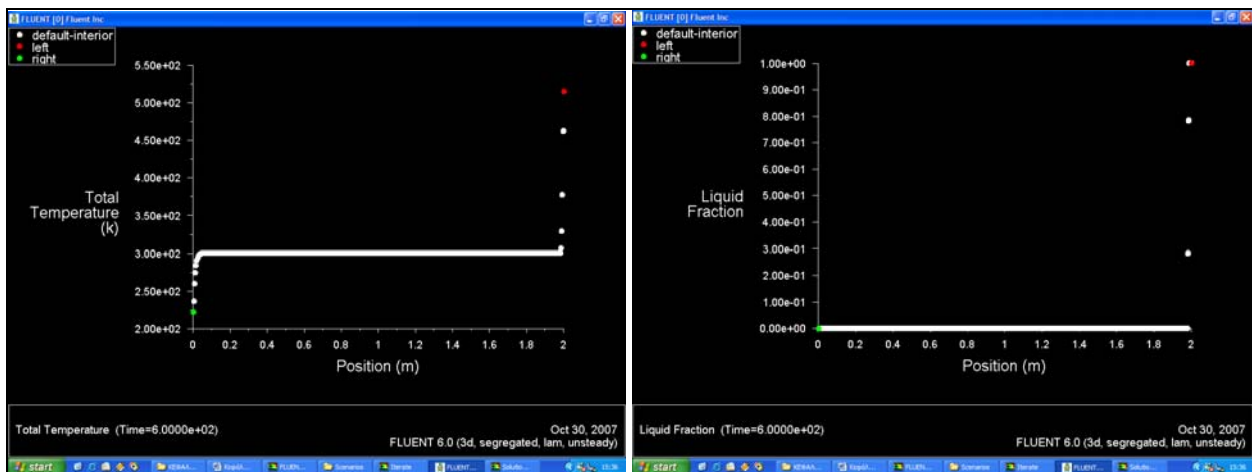 FLUENT [0] Fluent Inc
default-interior
left
right
5.50e+02
5.00e+02
4.50e+02
4.00e+02
3.50e+02
3.00e+02
2.50e+02
2.00e+02
Total
Temperature
(k)
0 0.2 0.4 0.6 0.8 1 1.2 1.4 1.6 1.8 2
Position (m)
Total Temperature (Time=6.0000e+02)
Oct 30, 2007
FLUENT 6.0 (3d, segregated, lam, unsteady)
start
FLUENT [0] Fluent Inc
default-interior
left
right
1.00e+00
9.00e-01
8.00e-01
7.00e-01
6.00e-01
5.00e-01
4.00e-01
3.00e-01
2.00e-01
1.00e-01
0.00e+00
Liquid
Fraction
0 0.2 0.4 0.6 0.8 1 1.2 1.4 1.6 1.8 2
Position (m)
Liquid Fraction (Time=6.0000e+02)
Oct 30, 2007
FLUENT 6.0 (3d, segregated, lam, unsteady)
start